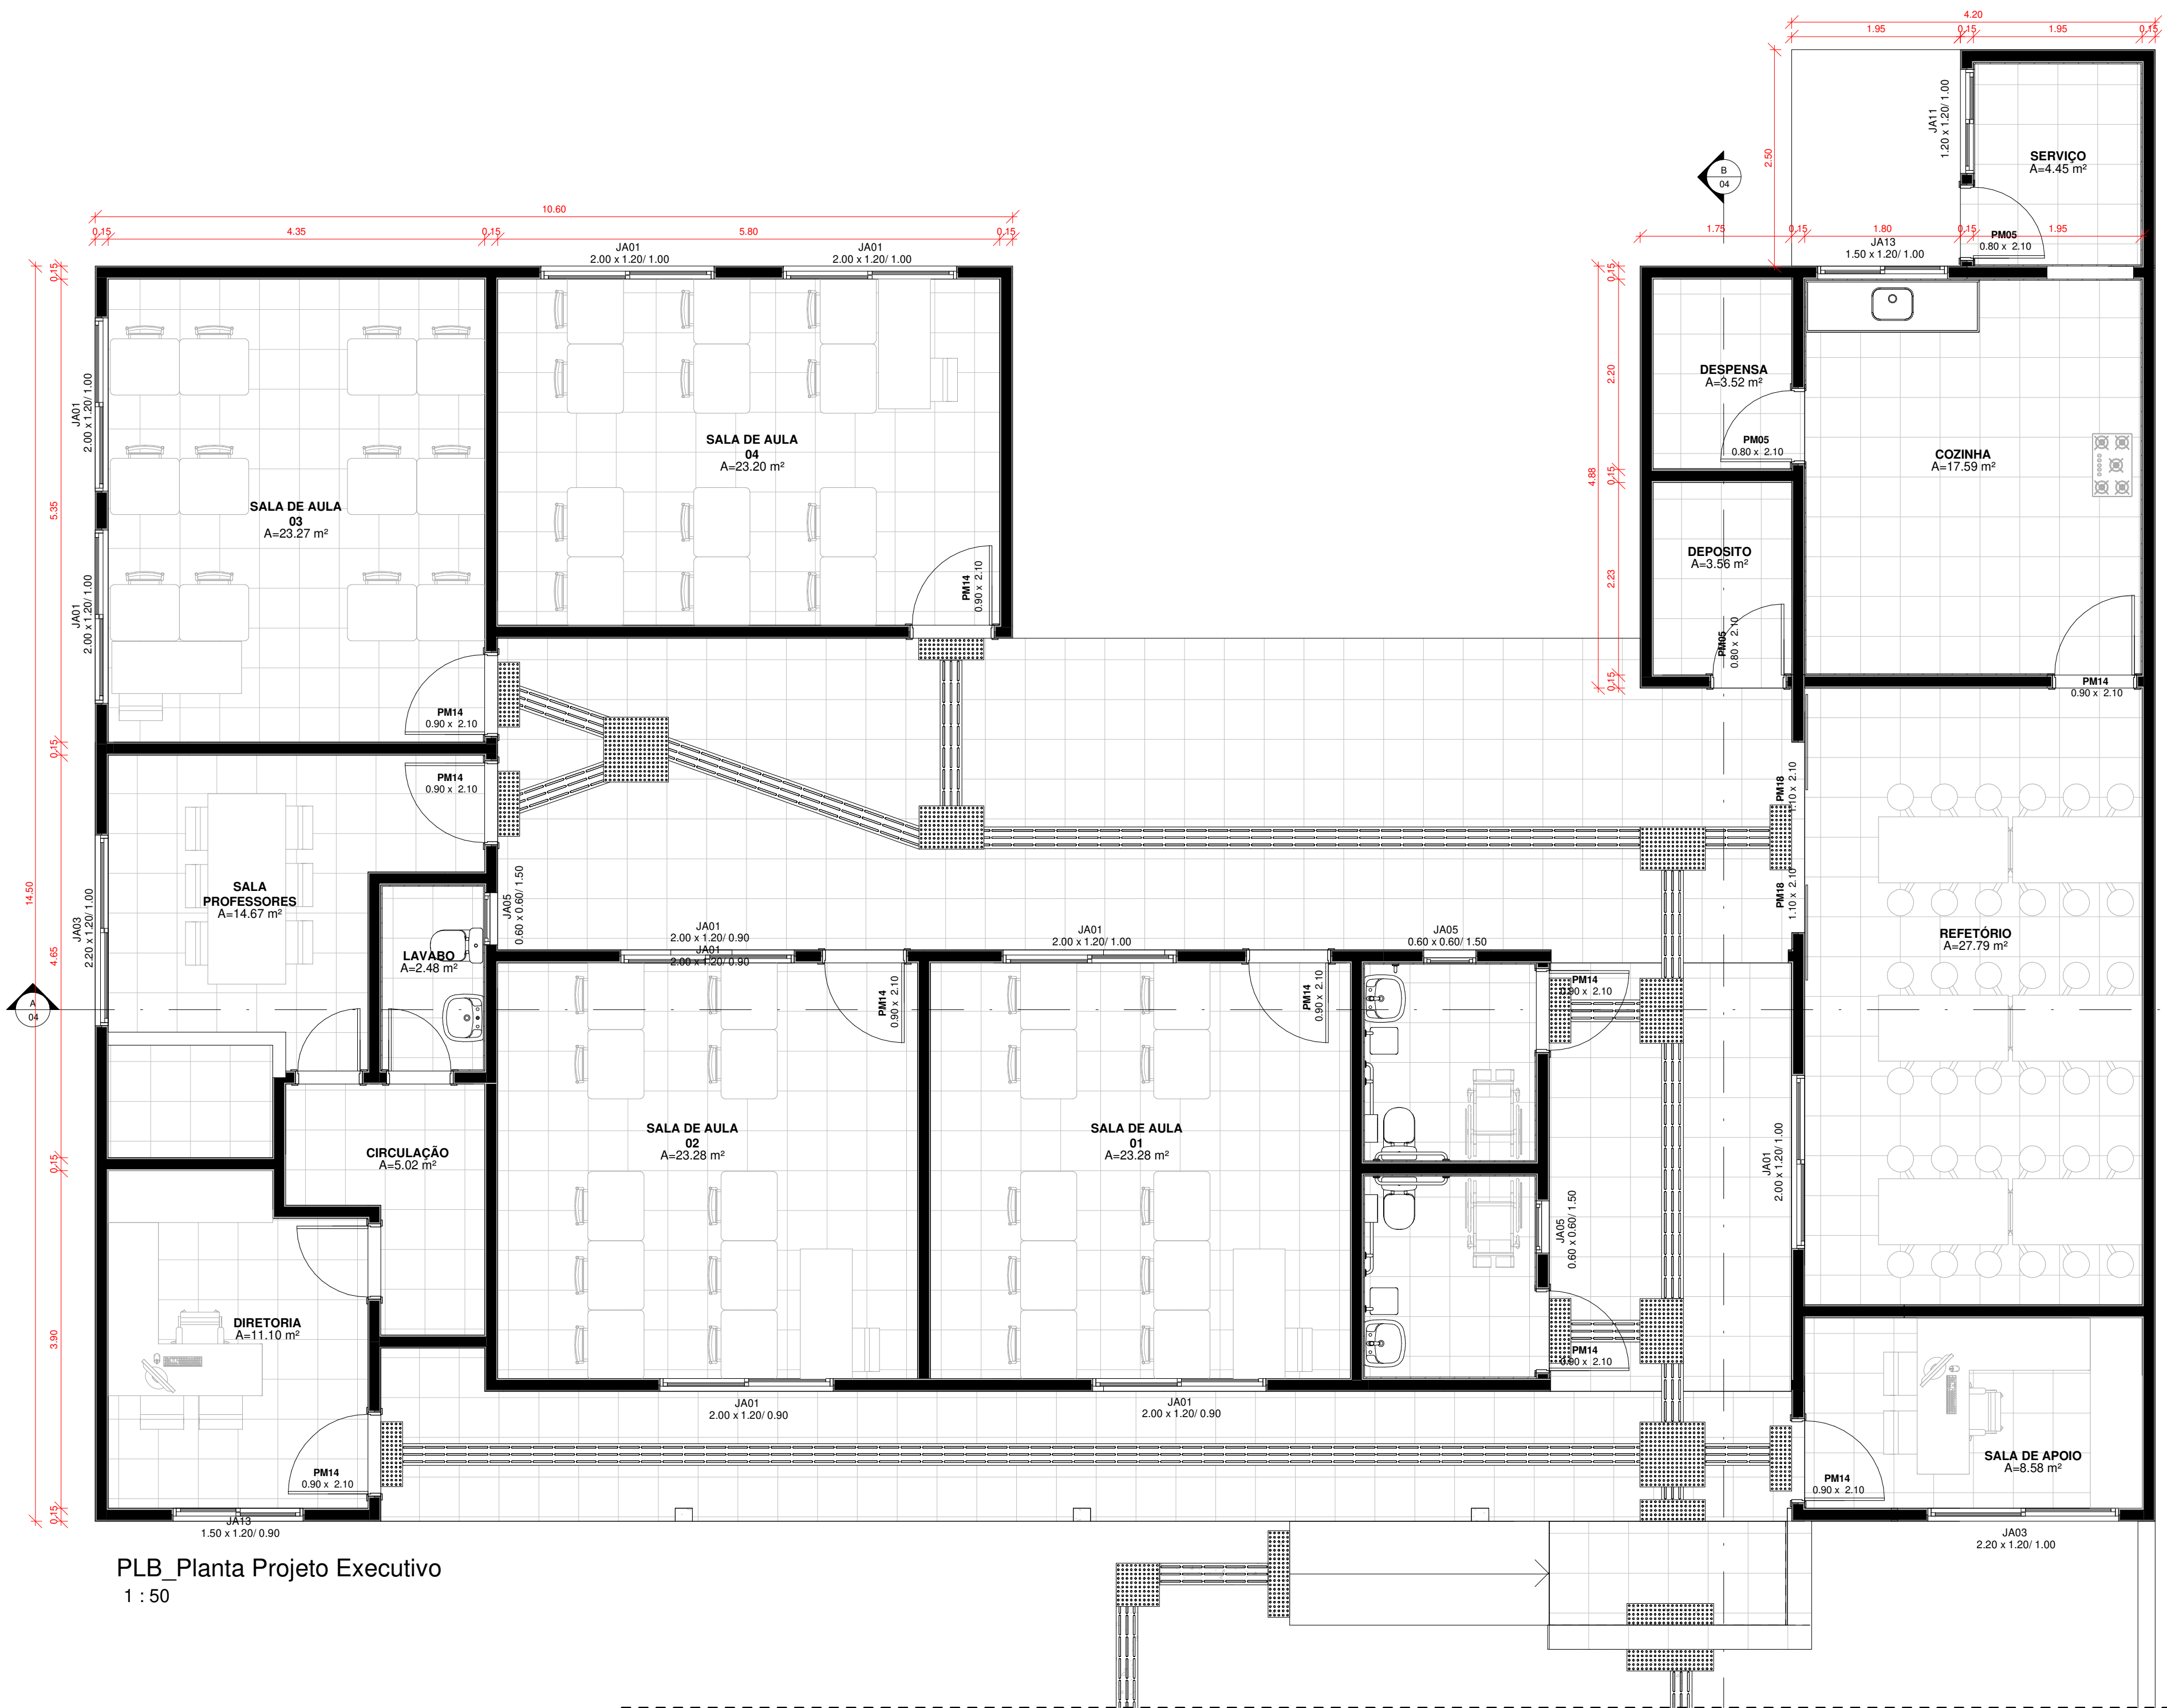 4.20
1.95
0.15
1.95
0.15
2.50
JA11
1.20 x 1.20/ 1.00
SERVIÇO
A=4.45 m²
B
04
PM05
0.80 x 2.10
10.60
0.15
4.35
0.15
5.80
0.15
1.75
0.15
1.80
0.15
1.95
JA01
2.00 x 1.20/ 1.00
JA01
2.00 x 1.20/ 1.00
JA13
1.50 x 1.20/ 1.00
0.15
5.35
0.15
4.65
0.15
3.90
0.15
14.50
0.15
2.20
0.15
2.23
0.15
4.88
JA01
2.00 x 1.20/ 1.00
JA01
2.00 x 1.20/ 1.00
SALA DE AULA
03
A=23.27 m²
SALA DE AULA
04
A=23.20 m²
DESPENSA
A=3.52 m²
PM05
0.80 x 2.10
COZINHA
A=17.59 m²
DEPOSITO
A=3.56 m²
PM05
0.80 x 2.10
PM14
0.90 x 2.10
PM14
0.90 x 2.10
PM14
0.90 x 2.10
PM14
0.90 x 2.10
PM18
1.10 x 2.10
PM18
1.10 x 2.10
SALA
PROFESSORES
A=14.67 m²
JA03
2.20 x 1.20/ 1.00
LAVABO
A=2.48 m²
JA05
0.60 x 0.60/ 1.50
JA01
2.00 x 1.20/ 0.90
JA01
2.00 x 1.20/ 0.90
JA01
2.00 x 1.20/ 1.00
JA05
0.60 x 0.60/ 1.50
REFETÓRIO
A=27.79 m²
A
04
PM14
0.90 x 2.10
PM14
0.90 x 2.10
PM14
0.90 x 2.10
CIRCULAÇÃO
A=5.02 m²
SALA DE AULA
02
A=23.28 m²
SALA DE AULA
01
A=23.28 m²
JA01
2.00 x 1.20/ 1.00
JA05
0.60 x 0.60/ 1.50
DIRETORIA
A=11.10 m²
PM14
0.90 x 2.10
PM14
0.90 x 2.10
JA01
2.00 x 1.20/ 0.90
JA01
2.00 x 1.20/ 0.90
SALA DE APOIO
A=8.58 m²
PM14
0.90 x 2.10
JA13
1.50 x 1.20/ 0.90
JA03
2.20 x 1.20/ 1.00
PLB_Planta Projeto Executivo
1 : 50